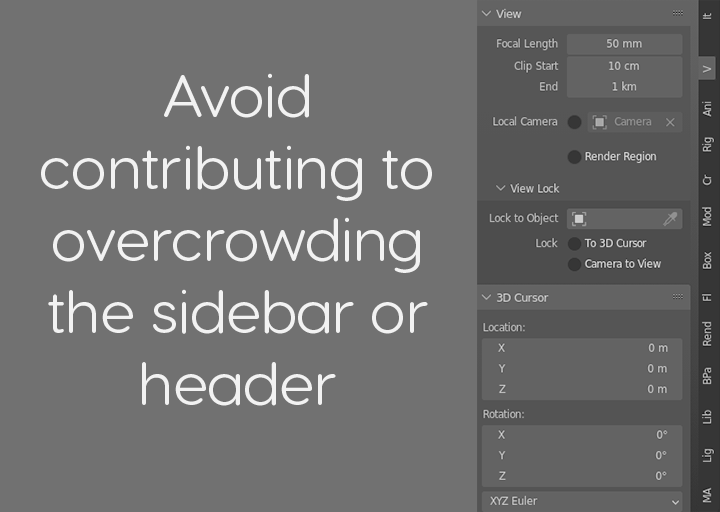 Avoid
contributing to
overcrowding
the sidebar or
header
View
Focal Length 50 mm
Clip Start 10 cm
End 1 km
Local Camera Camera
Render Region
View Lock
Lock to Object
Lock To 3D Cursor
Camera to View
3D Cursor
Location:
X 0 m
Y 0 m
Z 0 m
Rotation:
X 0°
Y 0°
Z 0°
XYZ Euler
It
V
Ani
Rig
Cr
Mod
Box
Fl
Rend
BPa
Lib
Lig
MA